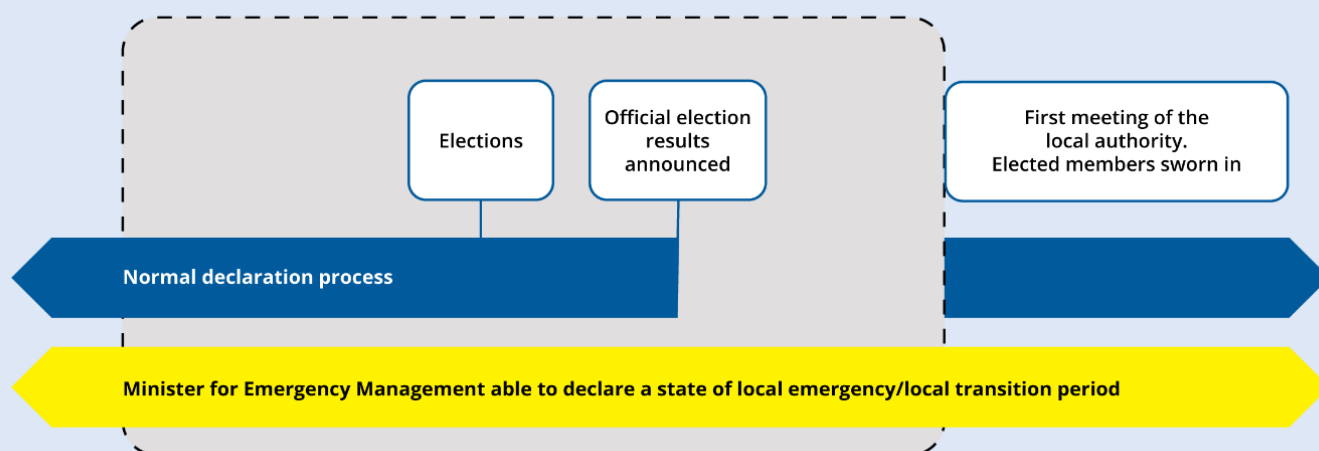 Elections
Official election
results
announced
First meeting of the
local authority.
Elected members sworn in
Normal declaration process
Minister for Emergency Management able to declare a state of local emergency/local transition period